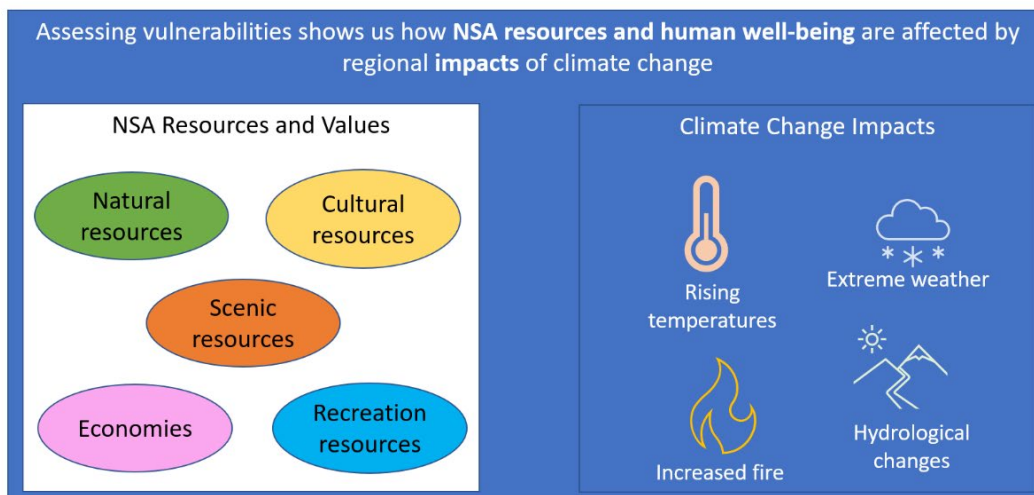 Assessing vulnerabilities shows us how NSA resources and human well-being are affected by
regional impacts of climate change
NSA Resources and Values
Natural
resources
Cultural
resources
Scenic
resources
Economies
Recreation
resources
Climate Change Impacts
Rising
temperatures
Extreme weather
Increased fire
Hydrological
changes